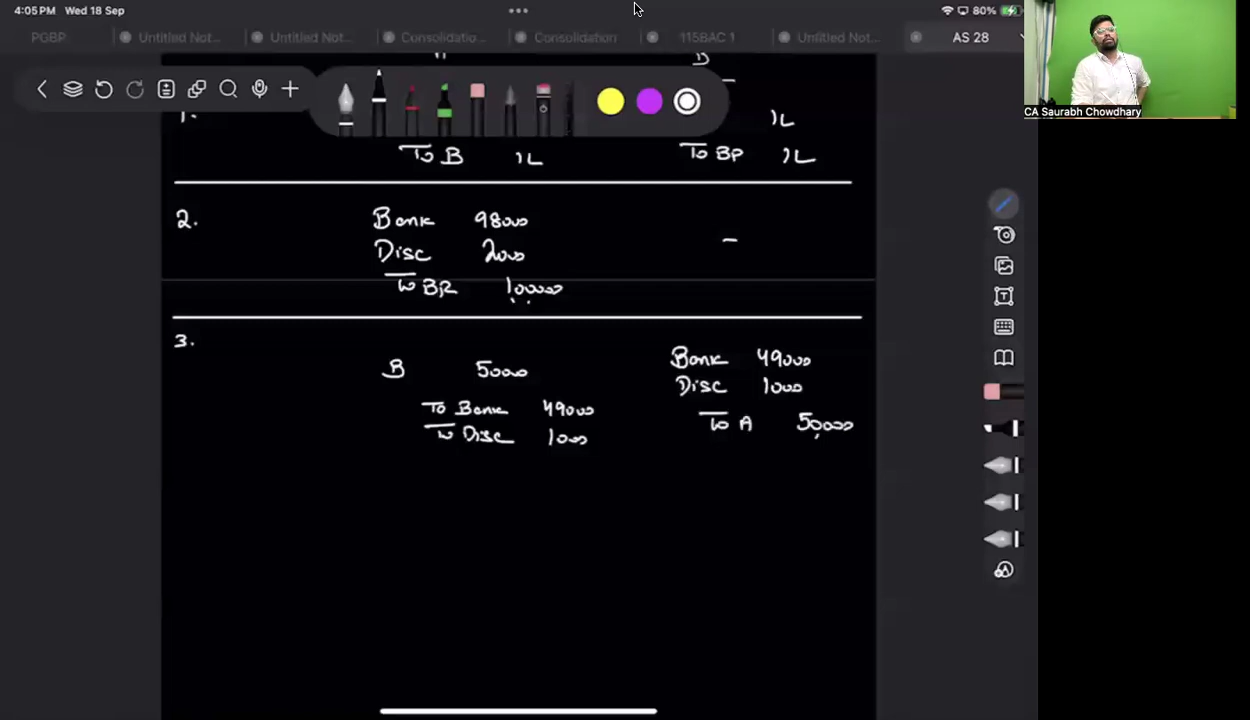 4:05 PM Wed 18 Sep
80%
PGBP
Untitled Not...
Untitled Not...
Consolidatio...
Consolidation
115BAC 1
Untitled Not...
AS 28
CA Saurabh Chowdhary
1.
1L
To B 1L
To BP 1L
2.
Bank 98000
Disc 2000
To BR 100000
-
3.
B 5000
To Bank 49000
To Disc 1000
Bank 49000
Disc 1000
To A 50000